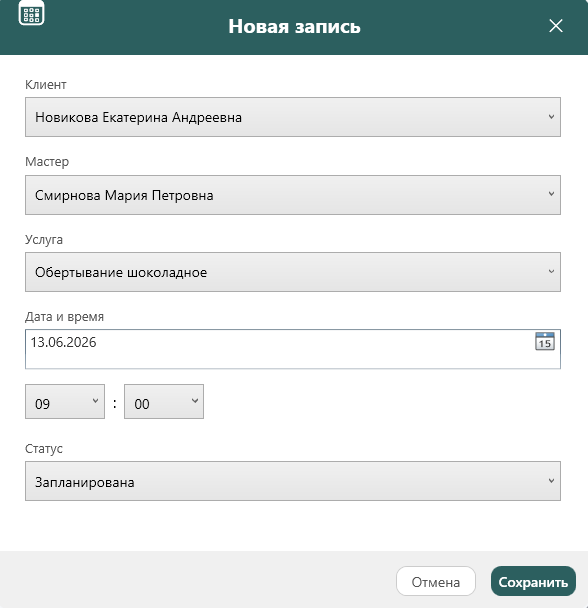 Новая запись
Клиент
Новикова Екатерина Андреевна
Мастер
Смирнова Мария Петровна
Услуга
Обертывание шоколадное
Дата и время
13.06.2026
15
09 : 00
Статус
Запланирована
Отмена Сохранить